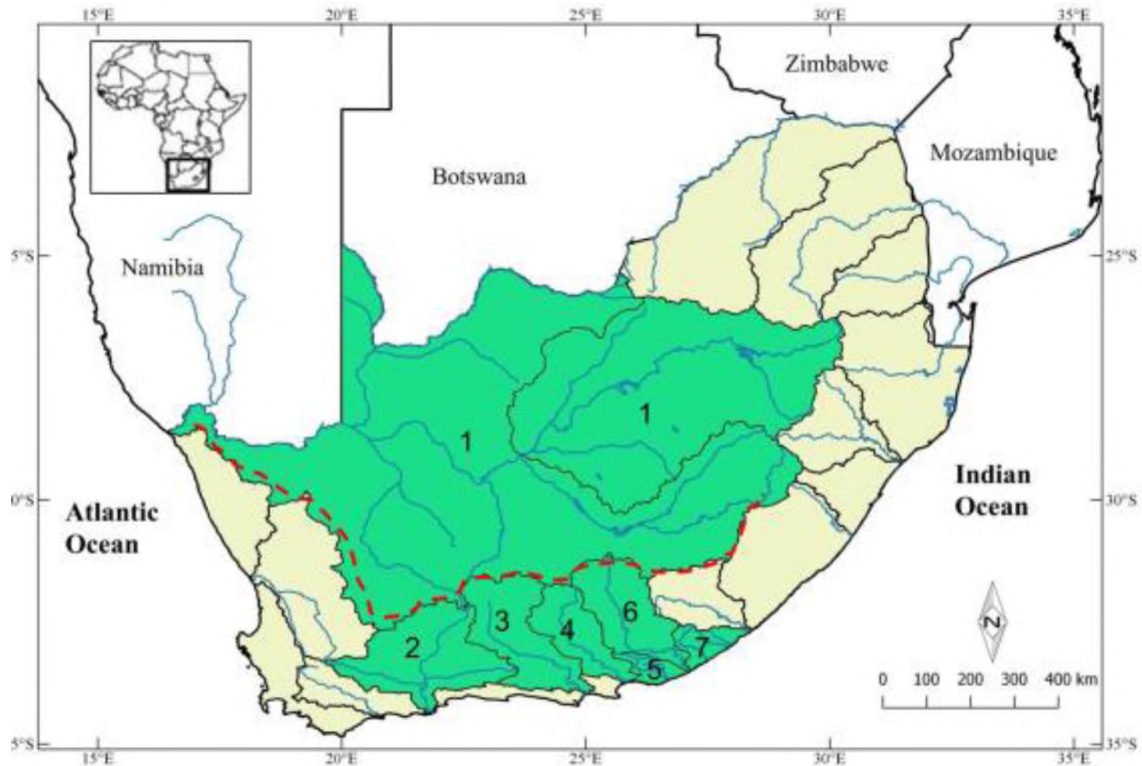 15°E 20°E 25°E 30°E 35°E
Zimbabwe
Mozambique
Botswana
Namibia
5°S 25°S
1
1
Indian
Ocean
Atlantic
Ocean
0°S 30°S
6
3
4
2
7
5
N
0 100 200 300 400 km
5°S 35°S
15°E 20°E 25°E 30°E 35°E